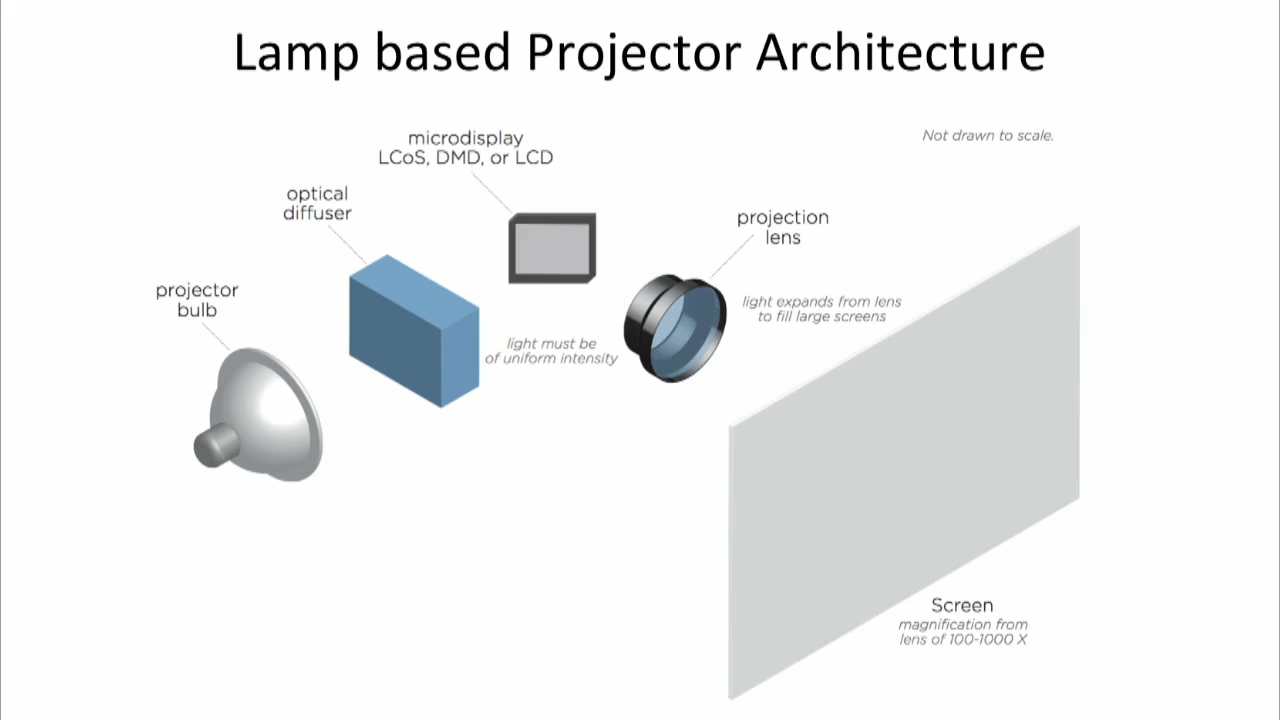 Lamp based Projector Architecture
Not drawn to scale.
microdisplay
LCoS, DMD, or LCD
optical
diffuser
projection
lens
projector
bulb
light expands from lens
to fill large screens
light must be
of uniform intensity
Screen
magnification from
lens of 100-1000 X